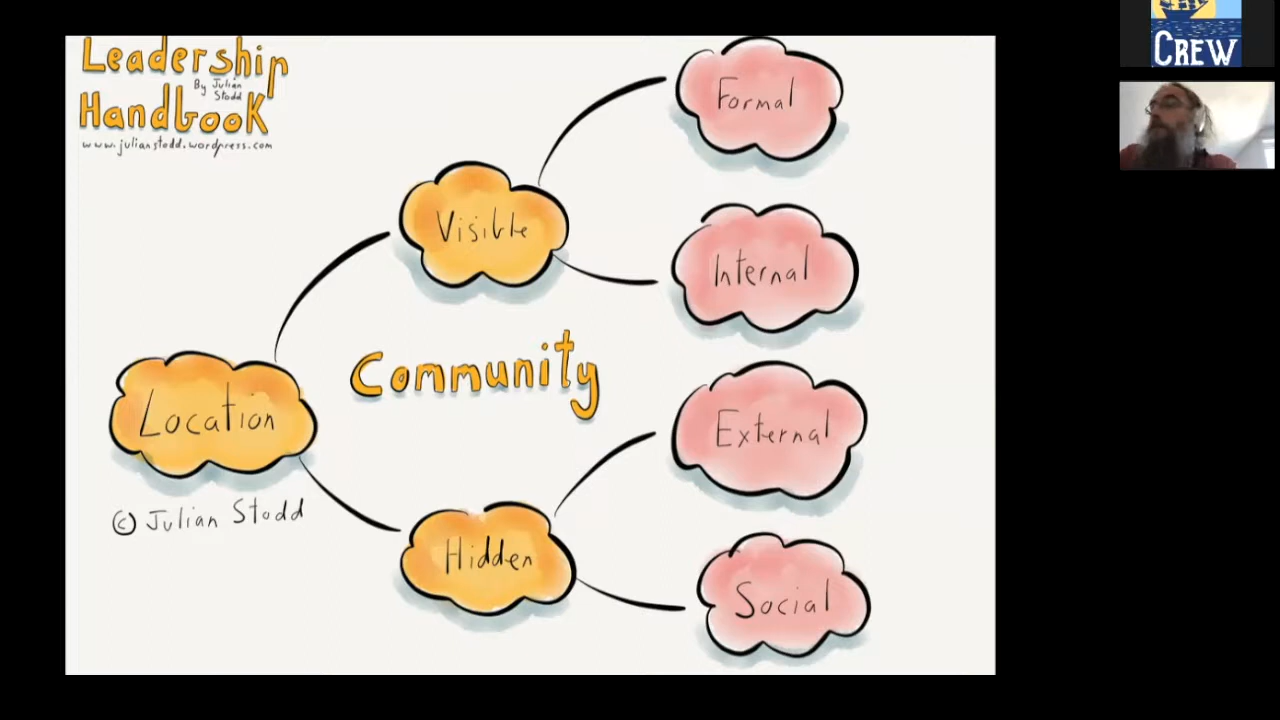 Leadership
By Julian
Stodd
Handbook
www.julianstodd.wordpress.com
Formal
Visible
Internal
Community
Location
External
© Julian Stodd
Hidden
Social
CREW